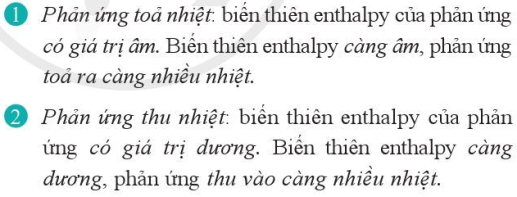 1 Phản ứng toả nhiệt: biến thiên enthalpy của phản ứng
có giá trị âm. Biến thiên enthalpy càng âm, phản ứng
toả ra càng nhiều nhiệt.
2 Phản ứng thu nhiệt: biến thiên enthalpy của phản
ứng có giá trị dương. Biến thiên enthalpy càng
dương, phản ứng thu vào càng nhiều nhiệt.